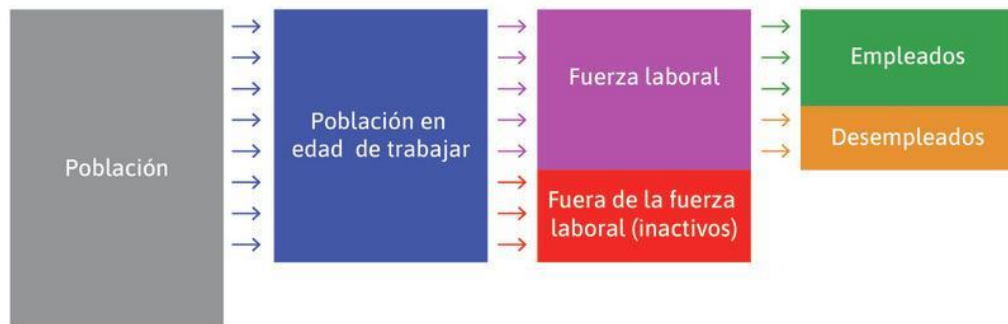 Población
Población en
edad de trabajar
Fuerza laboral
Fuera de la fuerza
laboral (inactivos)
Empleados
Desempleados